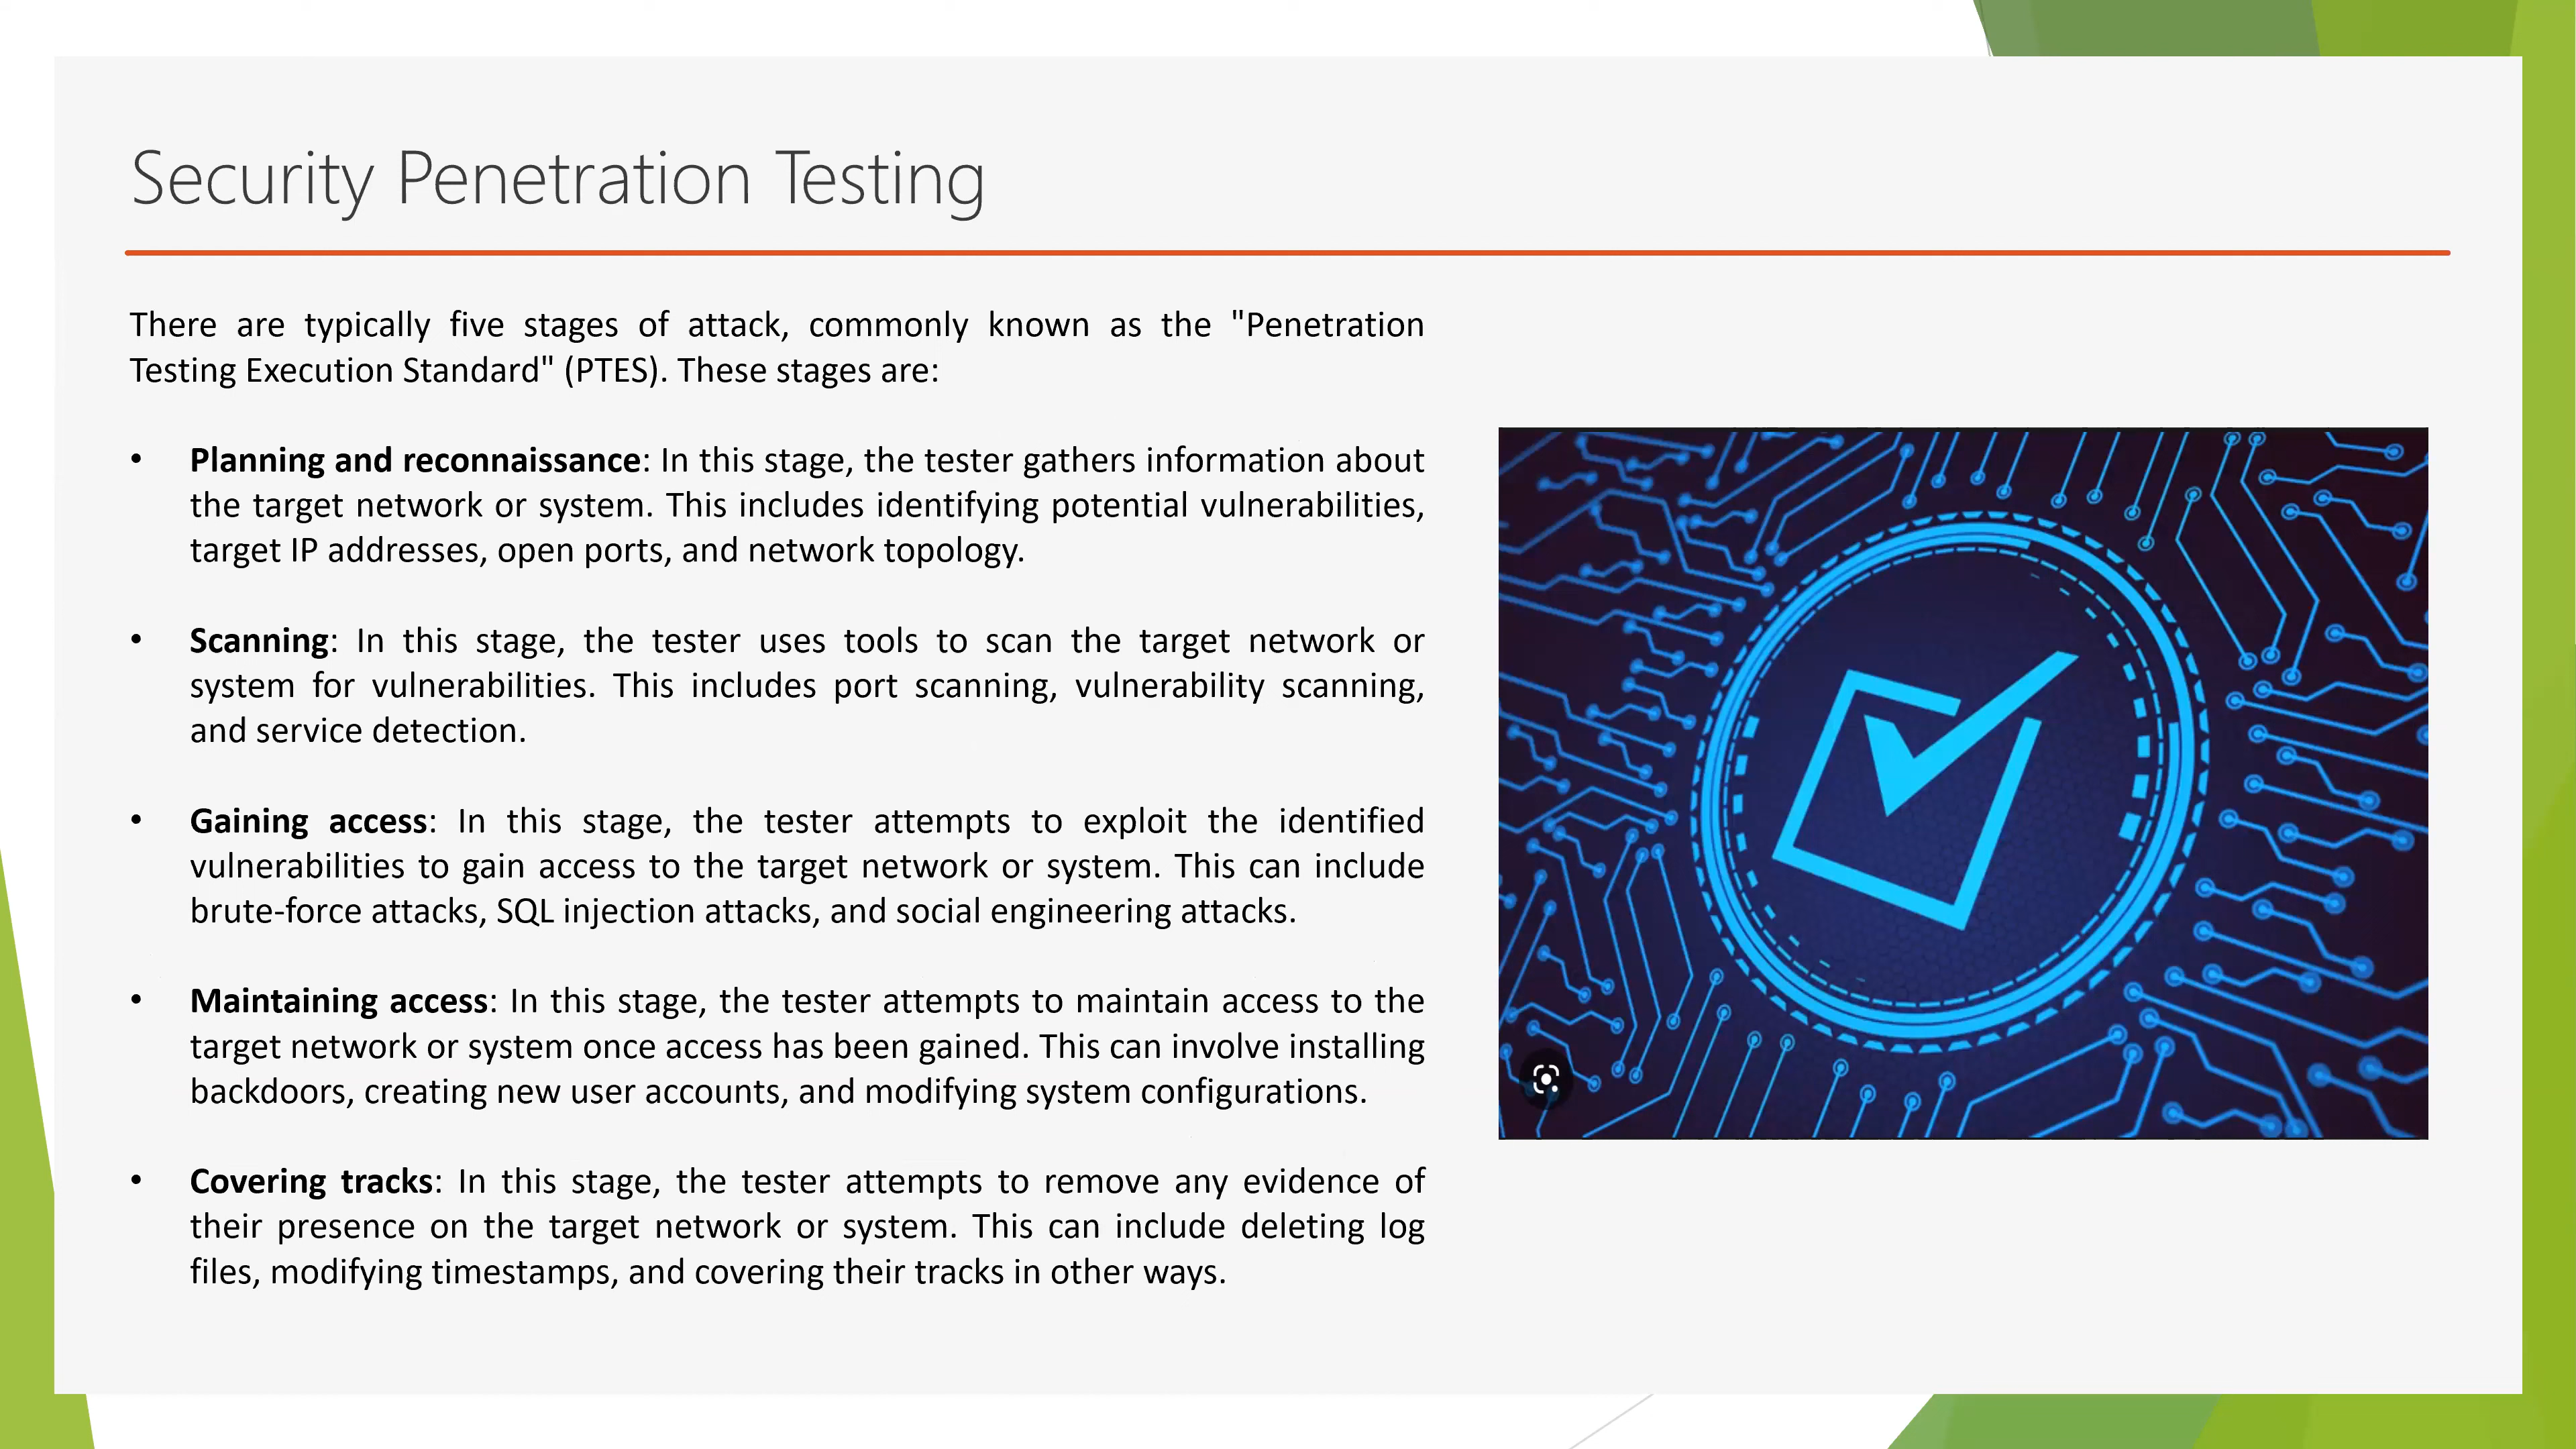 Security Penetration Testing
There are typically five stages of attack, commonly known as the "Penetration
Testing Execution Standard" (PTES). These stages are:
• Planning and reconnaissance: In this stage, the tester gathers information about
the target network or system. This includes identifying potential vulnerabilities,
target IP addresses, open ports, and network topology.
• Scanning: In this stage, the tester uses tools to scan the target network or
system for vulnerabilities. This includes port scanning, vulnerability scanning,
and service detection.
• Gaining access: In this stage, the tester attempts to exploit the identified
vulnerabilities to gain access to the target network or system. This can include
brute-force attacks, SQL injection attacks, and social engineering attacks.
• Maintaining access: In this stage, the tester attempts to maintain access to the
target network or system once access has been gained. This can involve installing
backdoors, creating new user accounts, and modifying system configurations.
• Covering tracks: In this stage, the tester attempts to remove any evidence of
their presence on the target network or system. This can include deleting log
files, modifying timestamps, and covering their tracks in other ways.